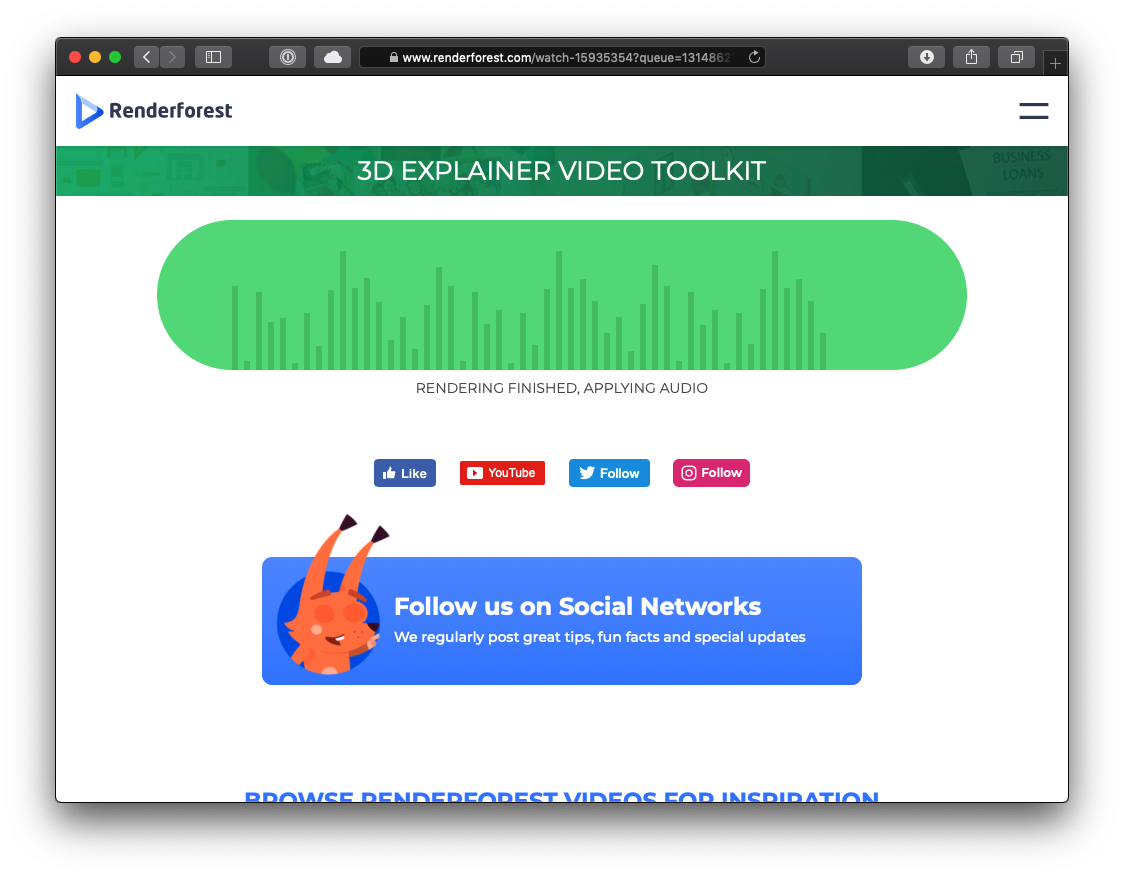 www.renderforest.com/watch-15935354?queue=131486
Renderforest
3D EXPLAINER VIDEO TOOLKIT
BUSINESS
LOANS
RENDERING FINISHED, APPLYING AUDIO
Like
YouTube
Follow
Follow
Follow us on Social Networks
We regularly post great tips, fun facts and special updates
BROWSE RENDERFOREST VIDEOS FOR INSPIRATION